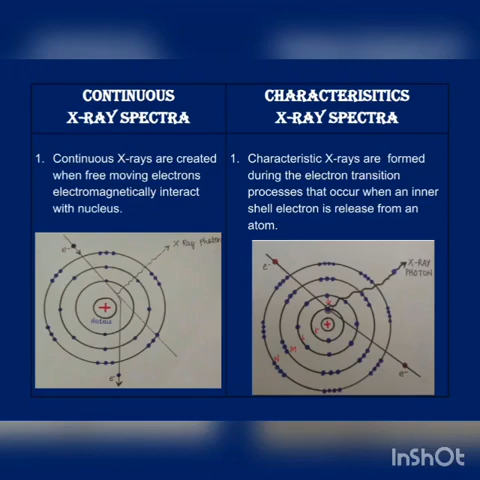 CONTINUOUS
X-RAY SPECTRA
CHARACTERISITICS
X-RAY SPECTRA
1. Continuous X-rays are created
when free moving electrons
electromagnetically interact
with nucleus.
1. Characteristic X-rays are formed
during the electron transition
processes that occur when an inner
shell electron is release from an
atom.
e-
X Ray photon
+
nucleus
e-
e-
X-RAY
PHOTON
+
K
L
M
N
e-
InShOt